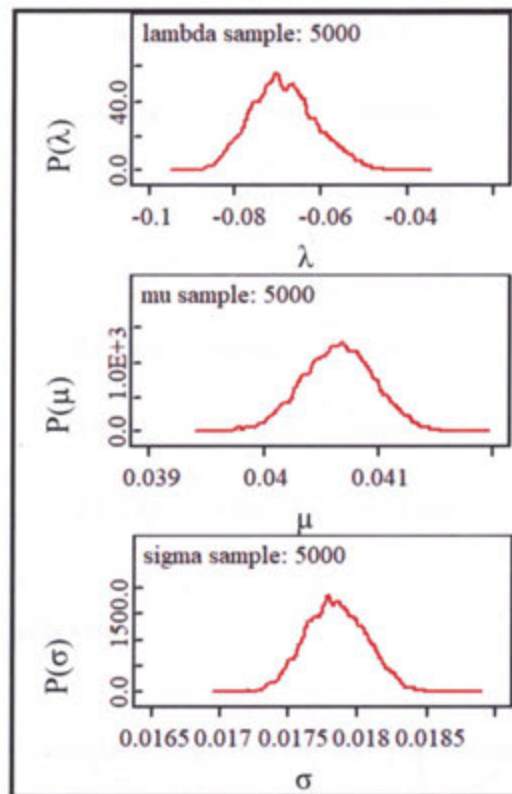 lambda sample: 5000
P(λ)
0.0 40.0
-0.1 -0.08 -0.06 -0.04
λ
mu sample: 5000
P(μ)
0.0 1.0E+3
0.039 0.04 0.041
μ
sigma sample: 5000
P(σ)
0.0 1500.0
0.0165 0.017 0.0175 0.018 0.0185
σ